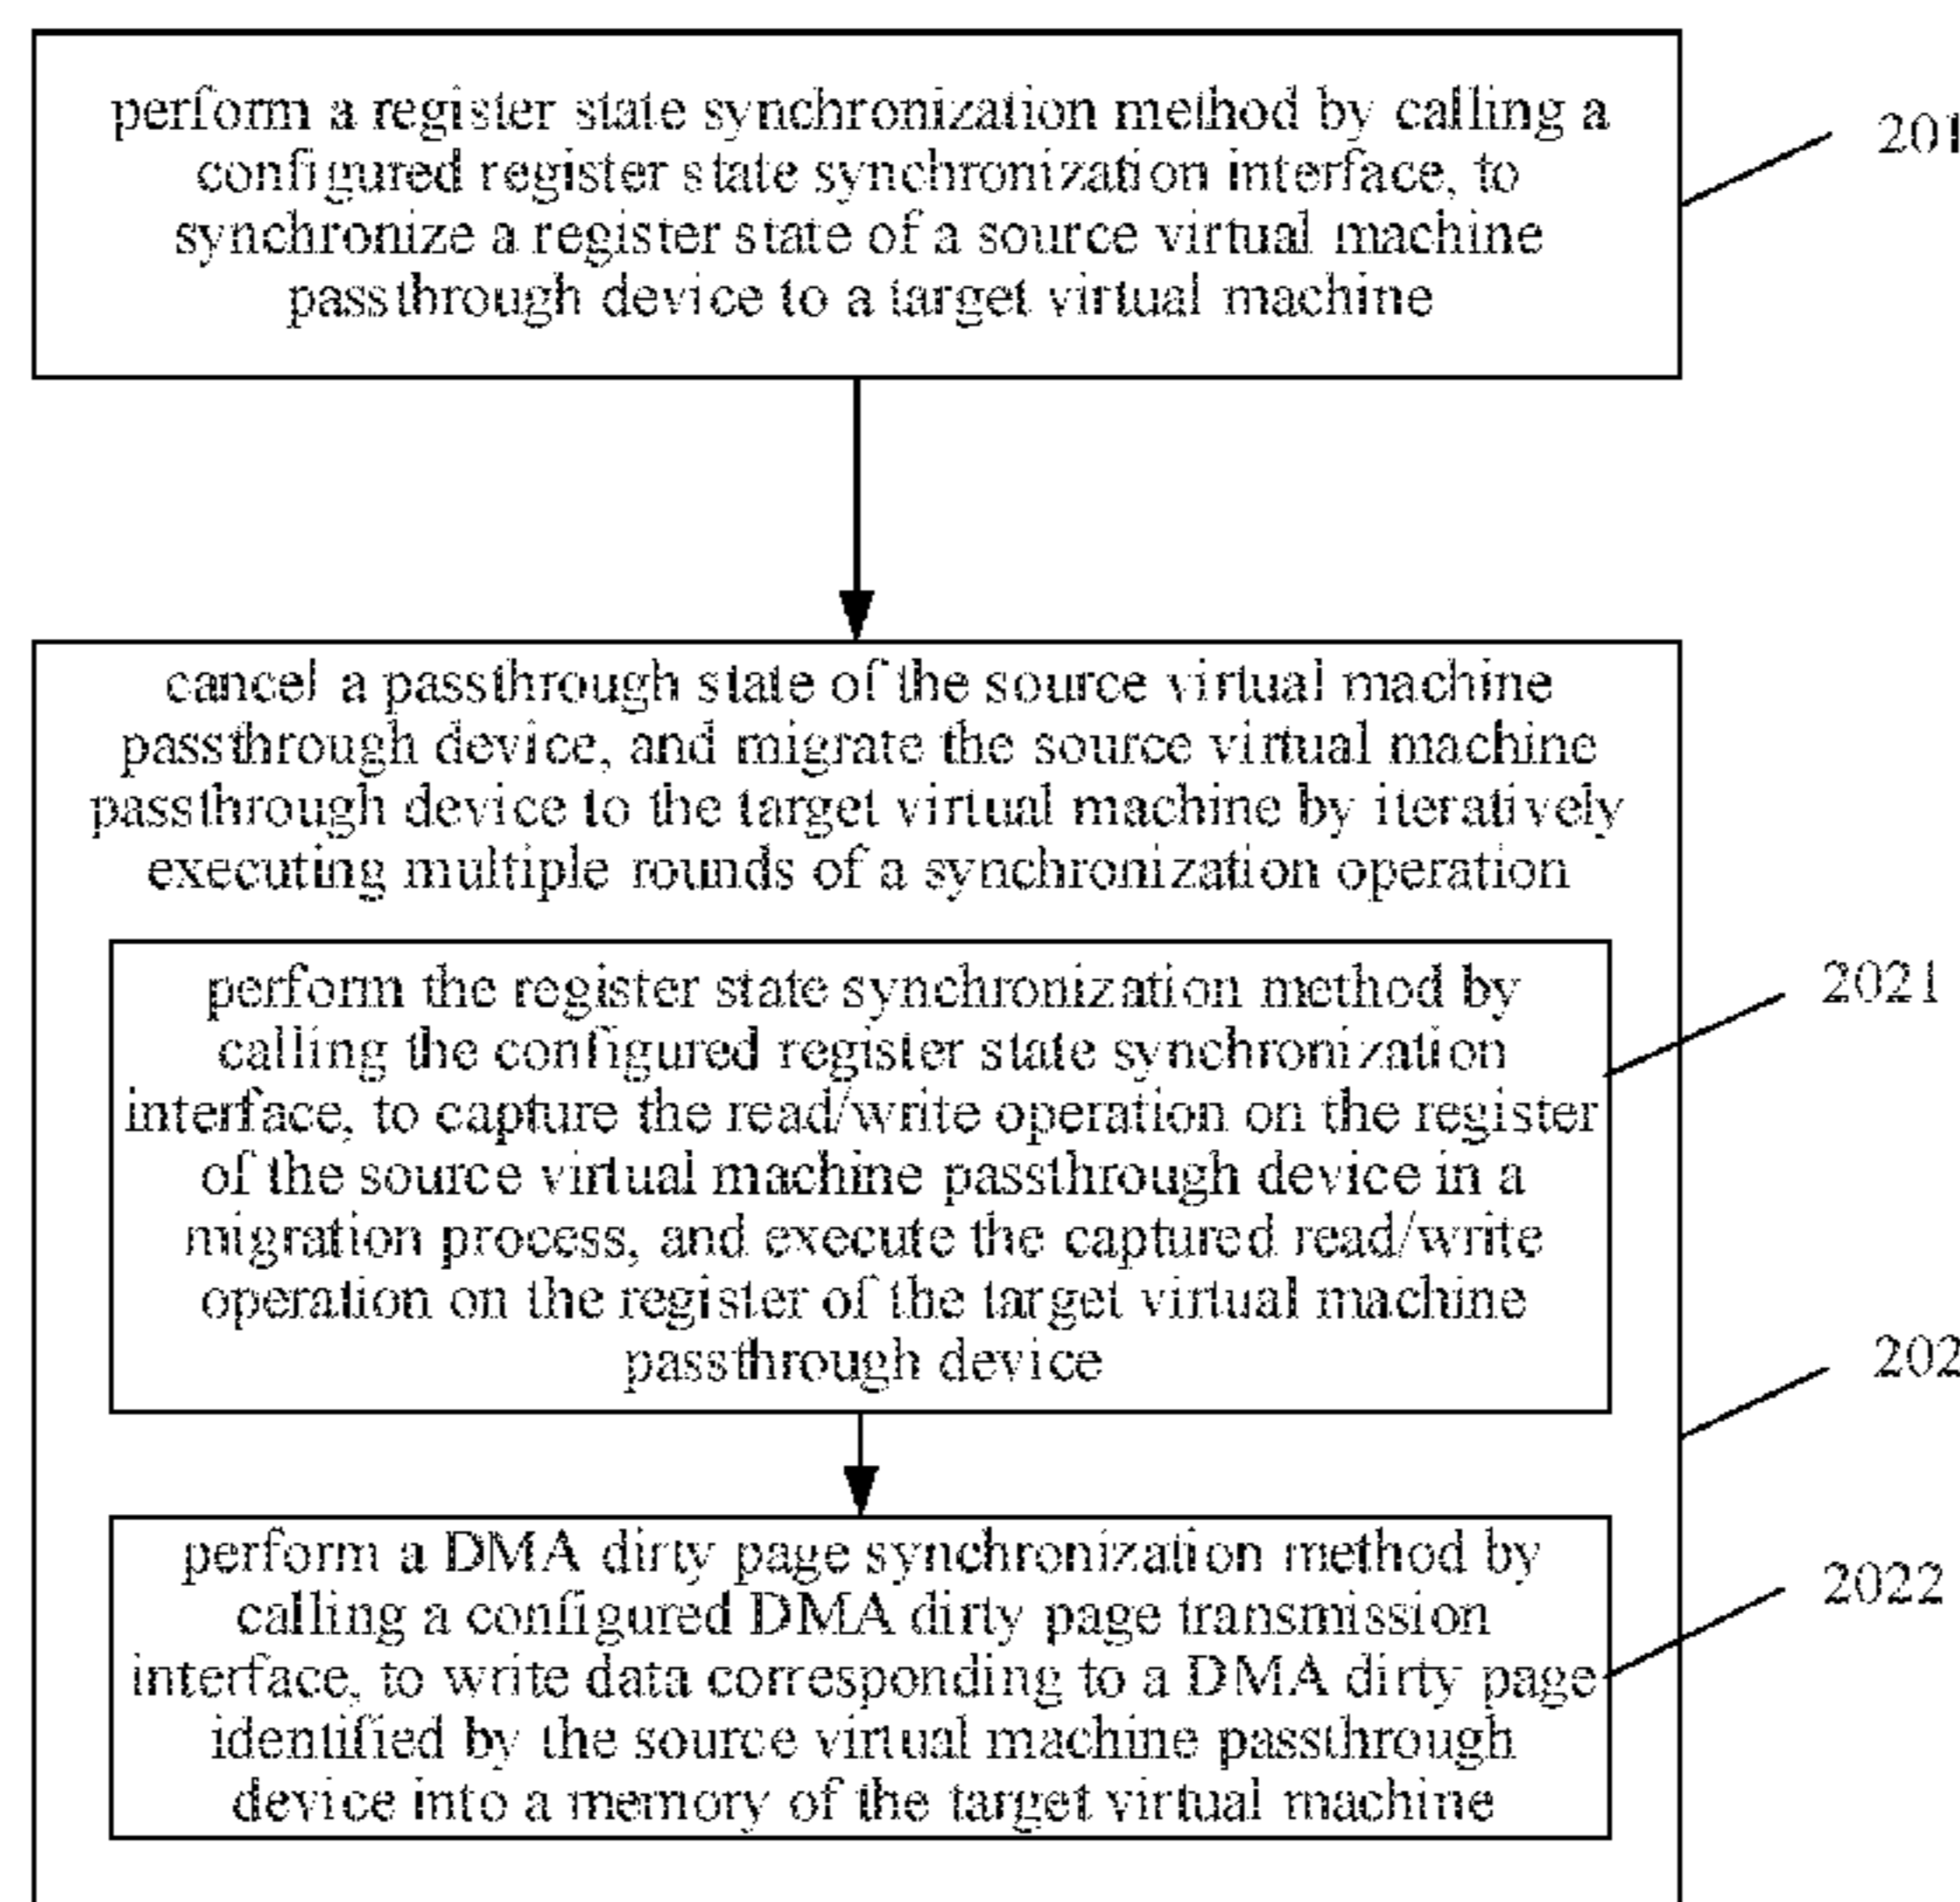 perform a register state synchronization method by calling a
configured register state synchronization interface, to
synchronize a register state of a source virtual machine
passthrough device to a target virtual machine
201
cancel a passthrough state of the source virtual machine
passthrough device, and migrate the source virtual machine
passthrough device to the target virtual machine by iteratively
executing multiple rounds of a synchronization operation
perform the register state synchronization method by
calling the configured register state synchronization
interface, to capture the read/write operation on the register
of the source virtual machine passthrough device in a
migration process, and execute the captured read/write
operation on the register of the target virtual machine
passthrough device
2021
202
perform a DMA dirty page synchronization method by
calling a configured DMA dirty page transmission
interface, to write data corresponding to a DMA dirty page
identified by the source virtual machine passthrough
device into a memory of the target virtual machine
2022